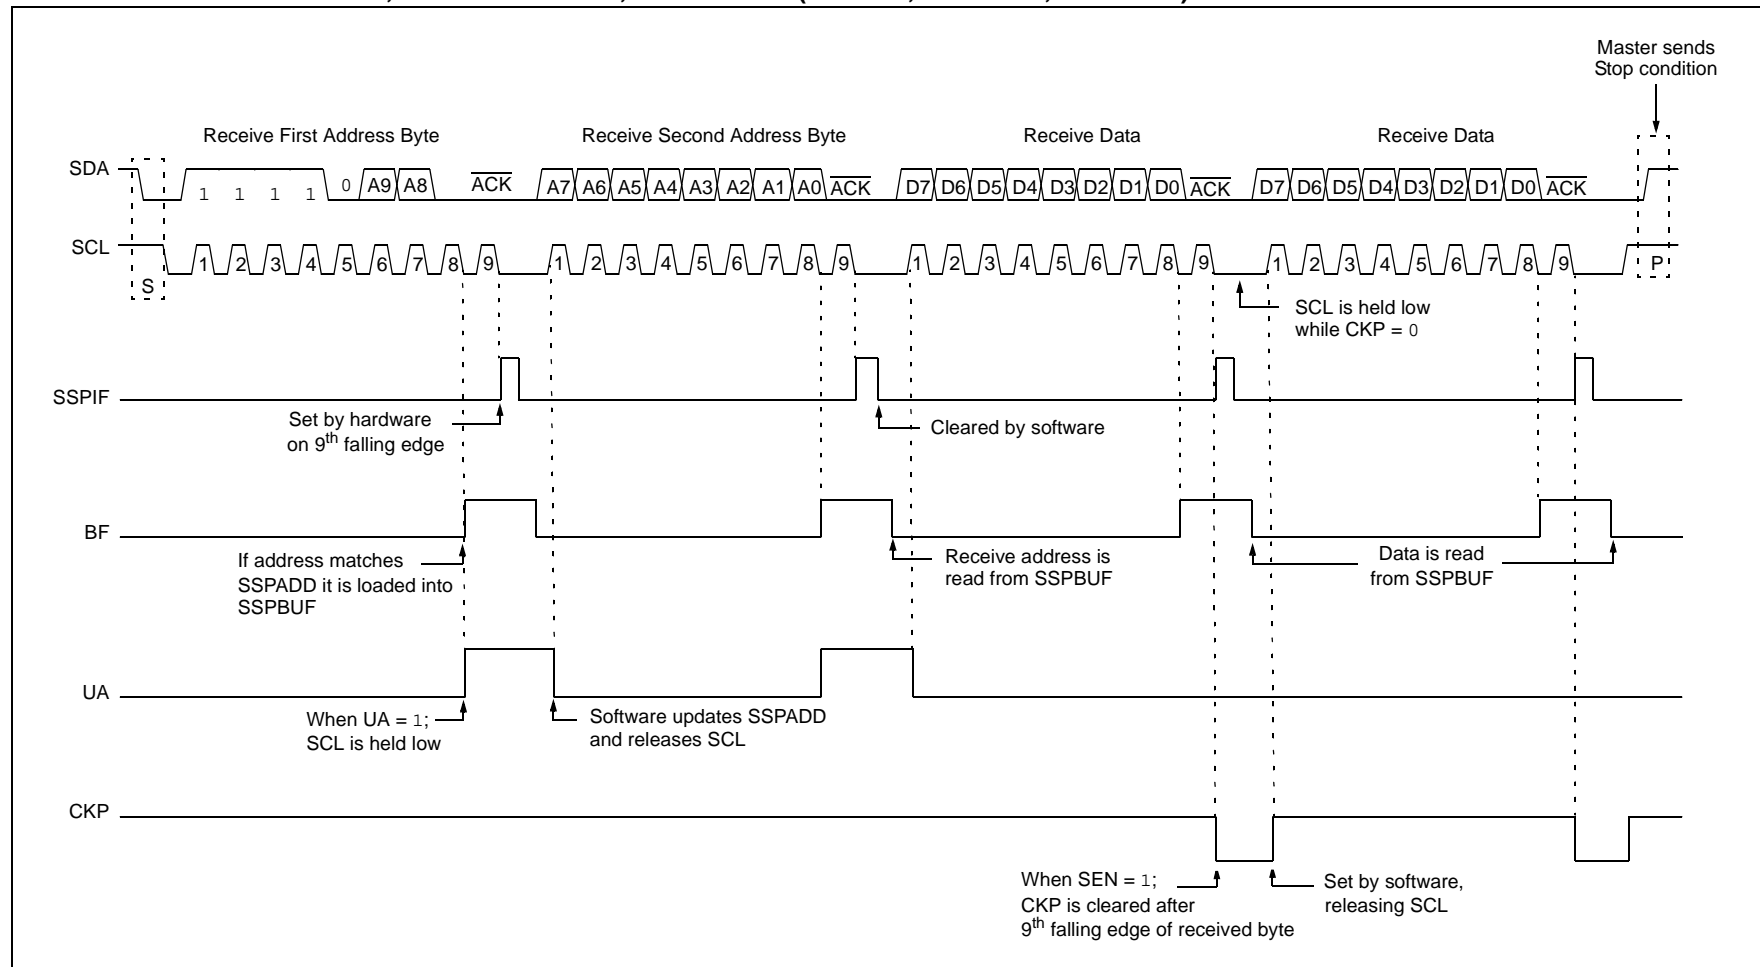 Master sends
Stop condition
Receive First Address Byte
Receive Second Address Byte
Receive Data
Receive Data
SDA
1 1 1 1 0 A9 A8 ACK A7 A6 A5 A4 A3 A2 A1 A0 ACK D7 D6 D5 D4 D3 D2 D1 D0 ACK D7 D6 D5 D4 D3 D2 D1 D0 ACK
SCL
S 1 2 3 4 5 6 7 8 9 1 2 3 4 5 6 7 8 9 1 2 3 4 5 6 7 8 9 1 2 3 4 5 6 7 8 9 P
SCL is held low
while CKP = 0
SSPIF
Set by hardware
on 9th falling edge
Cleared by software
BF
If address matches
SSPADD it is loaded into
SSPBUF
Receive address is
read from SSPBUF
Data is read
from SSPBUF
UA
When UA = 1;
SCL is held low
Software updates SSPADD
and releases SCL
CKP
When SEN = 1;
CKP is cleared after
9th falling edge of received byte
Set by software,
releasing SCL